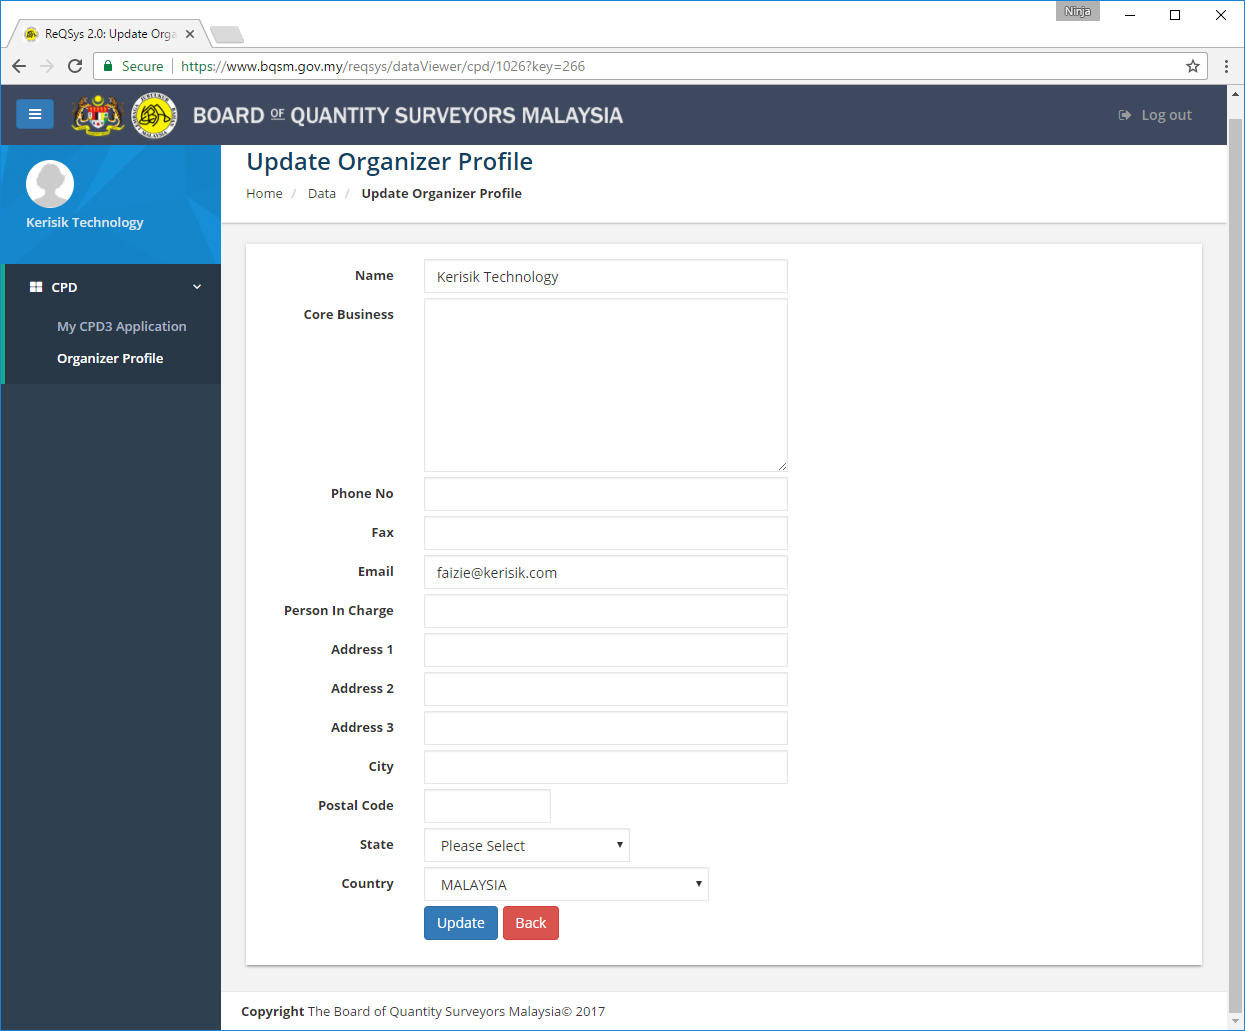 Ninja
ReQSys 2.0: Update Orga
Secure https://www.bqsm.gov.my/reqsys/dataViewer/cpd/1026?key=266
BOARD OF QUANTITY SURVEYORS MALAYSIA
Log out
Kerisik Technology
CPD
My CPD3 Application
Organizer Profile
Update Organizer Profile
Home / Data / Update Organizer Profile
Name Kerisik Technology
Core Business
Phone No
Fax
Email faizie@kerisik.com
Person In Charge
Address 1
Address 2
Address 3
City
Postal Code
State Please Select
Country MALAYSIA
Update Back
Copyright The Board of Quantity Surveyors Malaysia© 2017